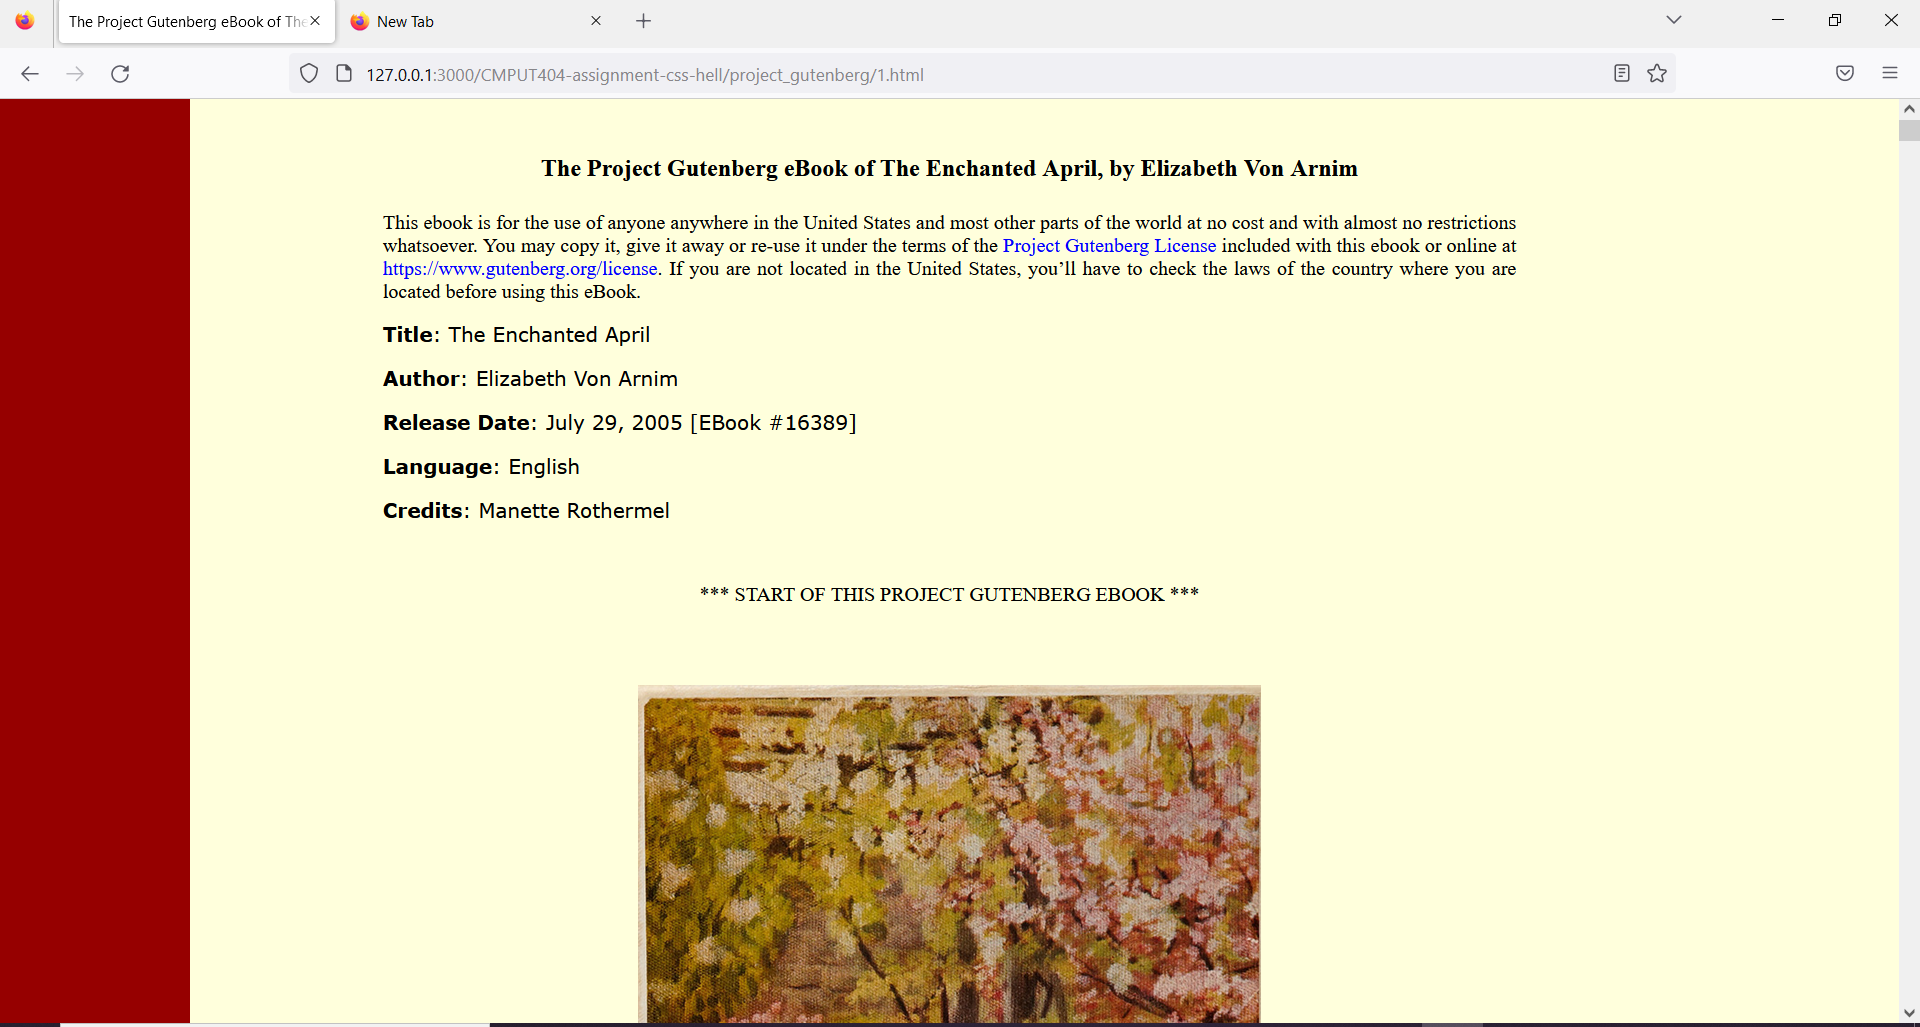 The Project Gutenberg eBook of The
New Tab
127.0.0.1:3000/CMPUT404-assignment-css-hell/project_gutenberg/1.html
The Project Gutenberg eBook of The Enchanted April, by Elizabeth Von Arnim
This ebook is for the use of anyone anywhere in the United States and most other parts of the world at no cost and with almost no restrictions
whatsoever. You may copy it, give it away or re-use it under the terms of the Project Gutenberg License included with this ebook or online at
https://www.gutenberg.org/license. If you are not located in the United States, you’ll have to check the laws of the country where you are
located before using this eBook.
Title: The Enchanted April
Author: Elizabeth Von Arnim
Release Date: July 29, 2005 [EBook #16389]
Language: English
Credits: Manette Rothermel
*** START OF THIS PROJECT GUTENBERG EBOOK ***